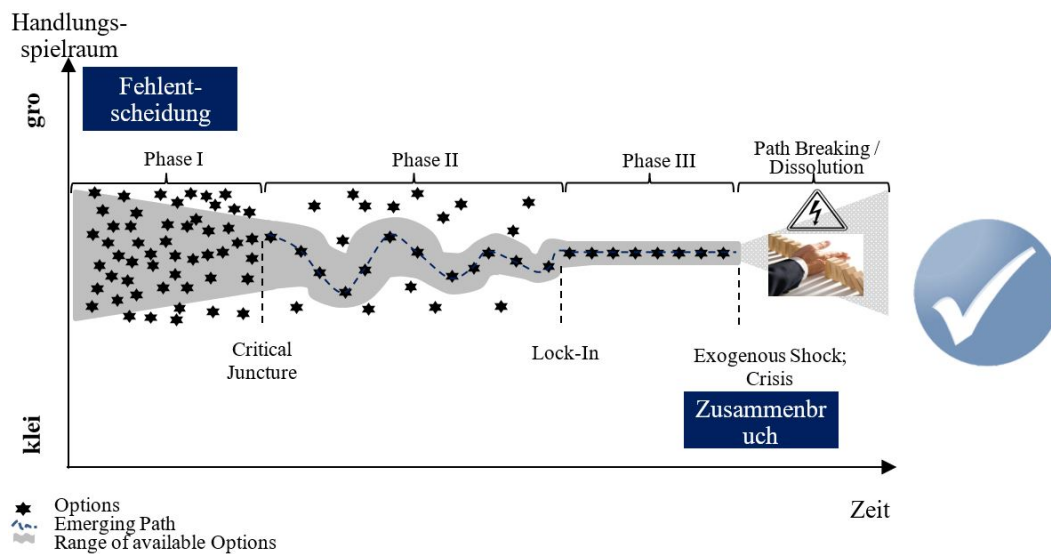 Handlungs-
spielraum
gro
Fehlent-
scheidung
Phase I
Phase II
Phase III
Path Breaking /
Dissolution
Critical
Juncture
Lock-In
Exogenous Shock;
Crisis
Zusammenbr
uch
klei
Zeit
Options
Emerging Path
Range of available Options